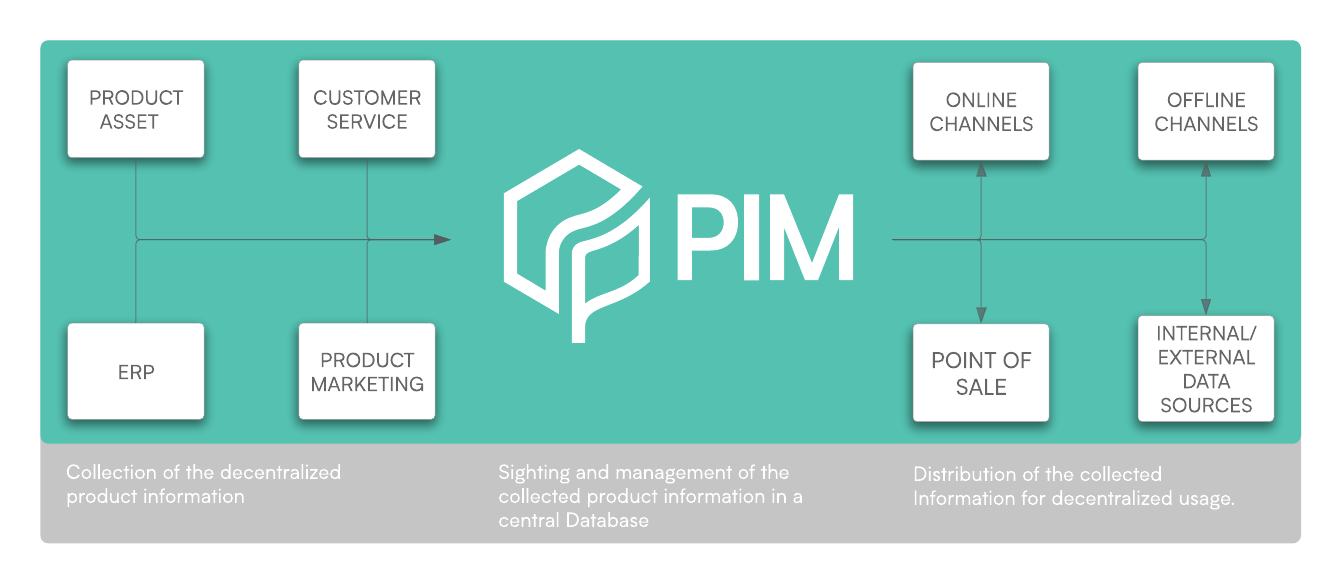 PRODUCT
ASSET
CUSTOMER
SERVICE
ERP
PRODUCT
MARKETING
PIM
ONLINE
CHANNELS
OFFLINE
CHANNELS
POINT OF
SALE
INTERNAL/
EXTERNAL
DATA
SOURCES
Collection of the decentralized
product information
Sighting and management of the
collected product information in a
central Database
Distribution of the collected
Information for decentralized usage.